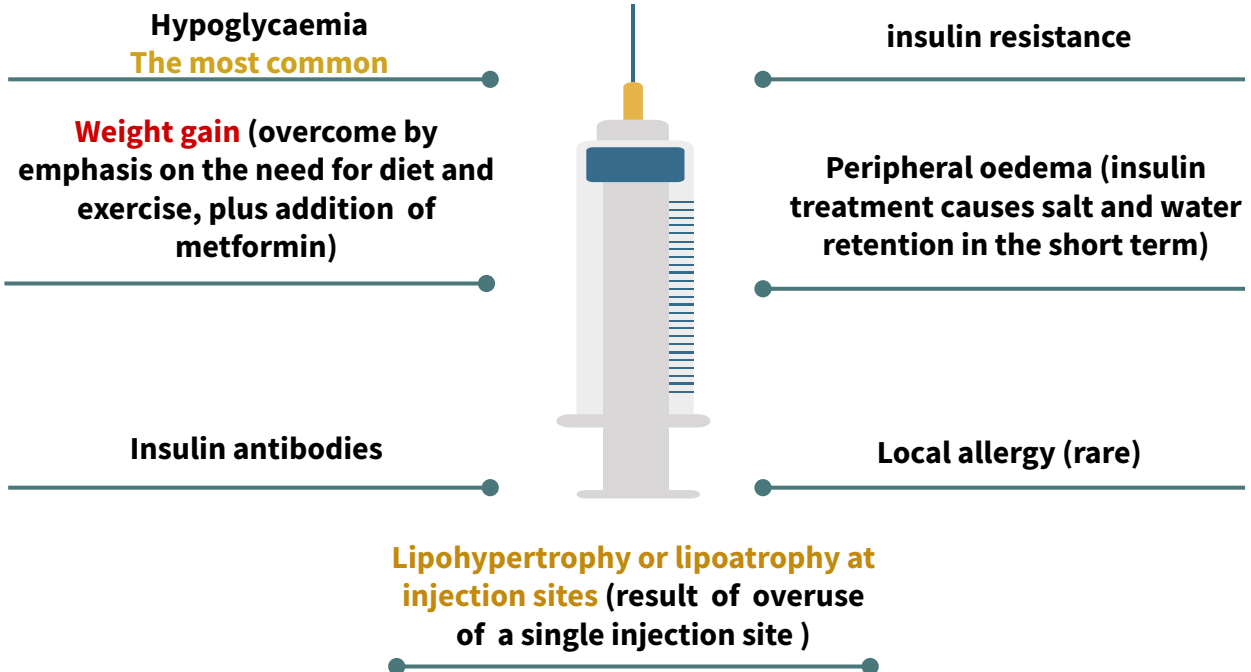 Hypoglycaemia
The most common
Weight gain (overcome by
emphasis on the need for diet and
exercise, plus addition of
metformin)
Insulin antibodies
insulin resistance
Peripheral oedema (insulin
treatment causes salt and water
retention in the short term)
Local allergy (rare)
Lipohypertrophy or lipoatrophy at
injection sites (result of overuse
of a single injection site )